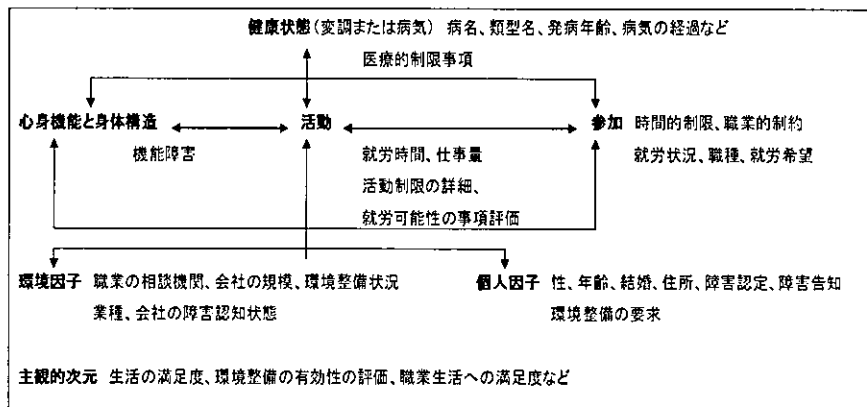 健康状態（変調または病気） 病名、類型名、発病年齢、病気の経過など
医療的制限事項
心身機能と身体構造 活動 参加 時間的制限、職業的制約
機能障害 就労時間、仕事量 就労状況、職種、就労希望
活動制限の詳細、
就労可能性の事項評価
環境因子 職業の相談機関、会社の規模、環境整備状況 個人因子 性、年齢、結婚、住所、障害認定、障害告知
業種、会社の障害認知状態 環境整備の要求
主観的次元 生活の満足度、環境整備の有効性の評価、職業生活への満足度など